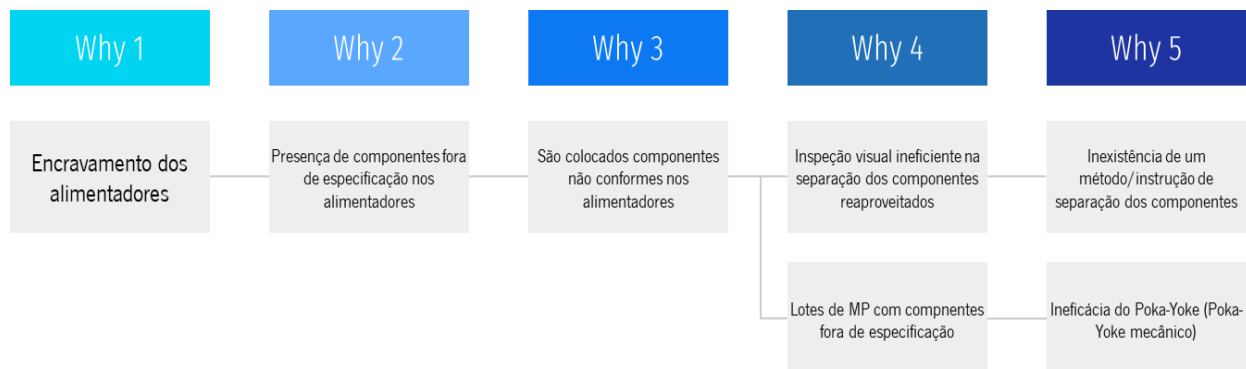 Why 1
Why 2
Why 3
Why 4
Why 5
Encravamento dos
alimentadores
Presença de componentes fora
de especificação nos
alimentadores
São colocados componentes
não conformes nos
alimentadores
Inspeção visual ineficiente na
separação dos componentes
reaproveitados
Inexistência de um
método/instrução de
separação dos componentes
Lotes de MP com compnentes
fora de especificação
Ineficácia do Poka-Yoke (Poka-
Yoke mecânico)